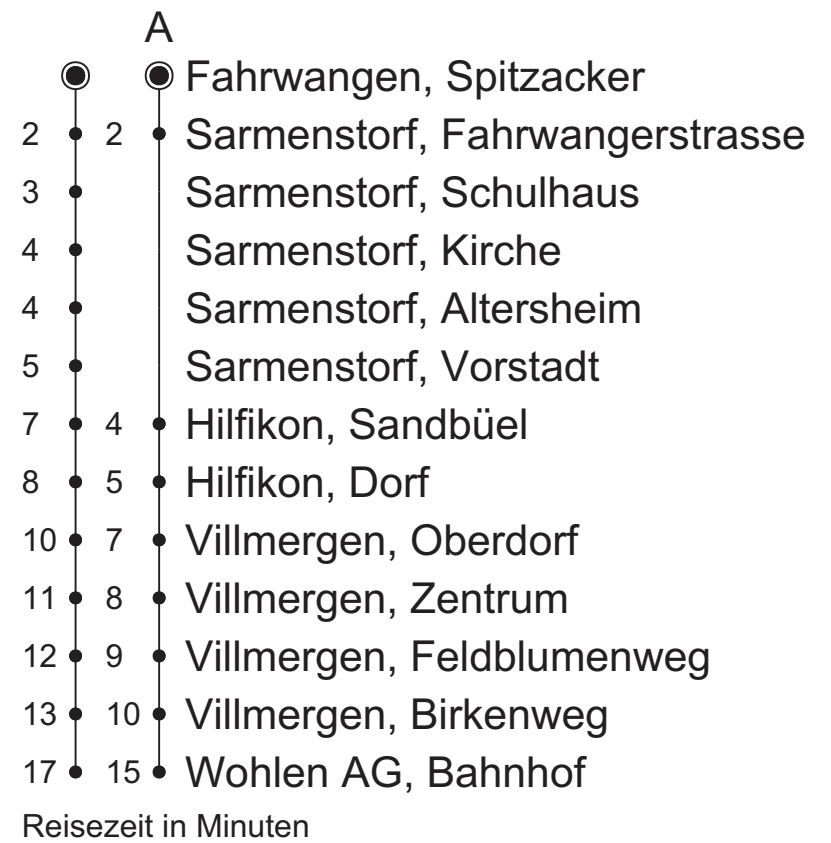 A
Fahrwangen, Spitzacker
2 2 Sarmenstorf, Fahrwangerstrasse
3 Sarmenstorf, Schulhaus
4 Sarmenstorf, Kirche
4 Sarmenstorf, Altersheim
5 Sarmenstorf, Vorstadt
7 4 Hilfikon, Sandbüel
8 5 Hilfikon, Dorf
10 7 Villmergen, Oberdorf
11 8 Villmergen, Zentrum
12 9 Villmergen, Feldblumenweg
13 10 Villmergen, Birkenweg
17 15 Wohlen AG, Bahnhof
Reisezeit in Minuten